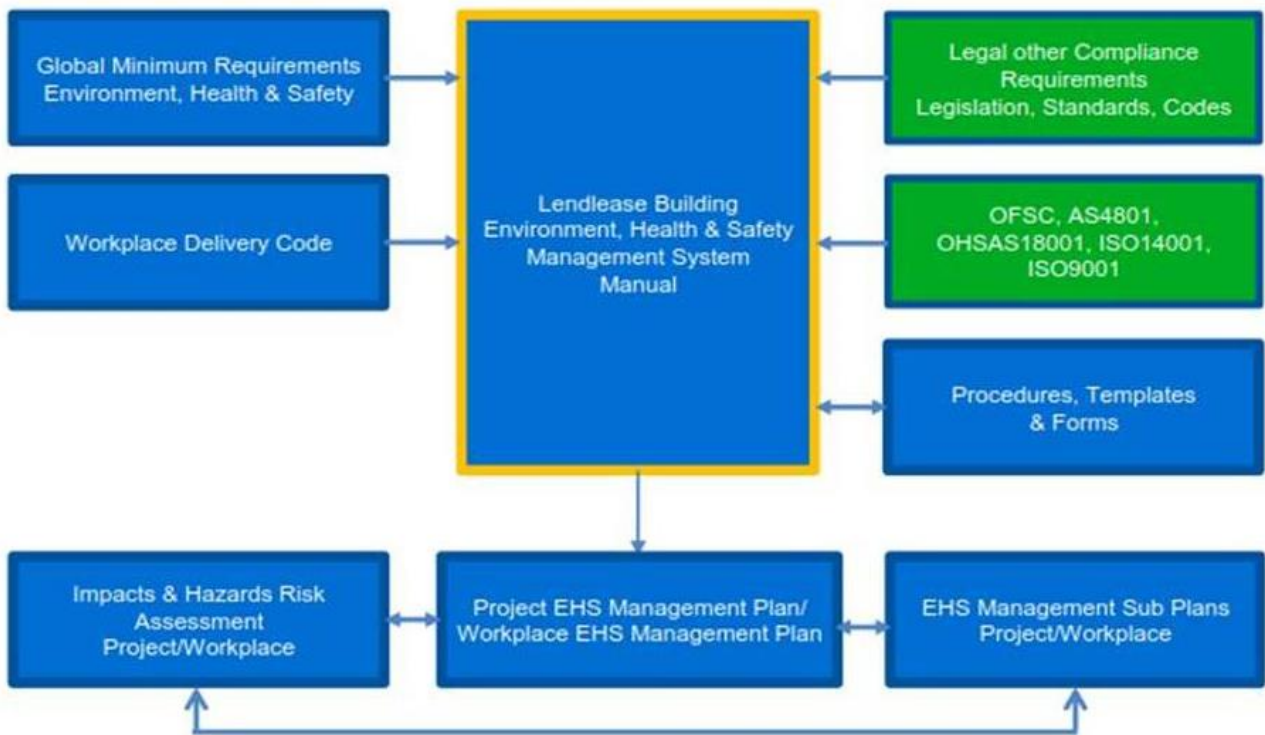 Global Minimum Requirements
Environment, Health & Safety
Legal other Compliance
Requirements
Legislation, Standards, Codes
Workplace Delivery Code
Lendlease Building
Environment, Health & Safety
Management System
Manual
OFSC, AS4801,
OHSAS18001, ISO14001,
ISO9001
Procedures, Templates
& Forms
Impacts & Hazards Risk
Assessment
Project/Workplace
Project EHS Management Plan/
Workplace EHS Management Plan
EHS Management Sub Plans
Project/Workplace